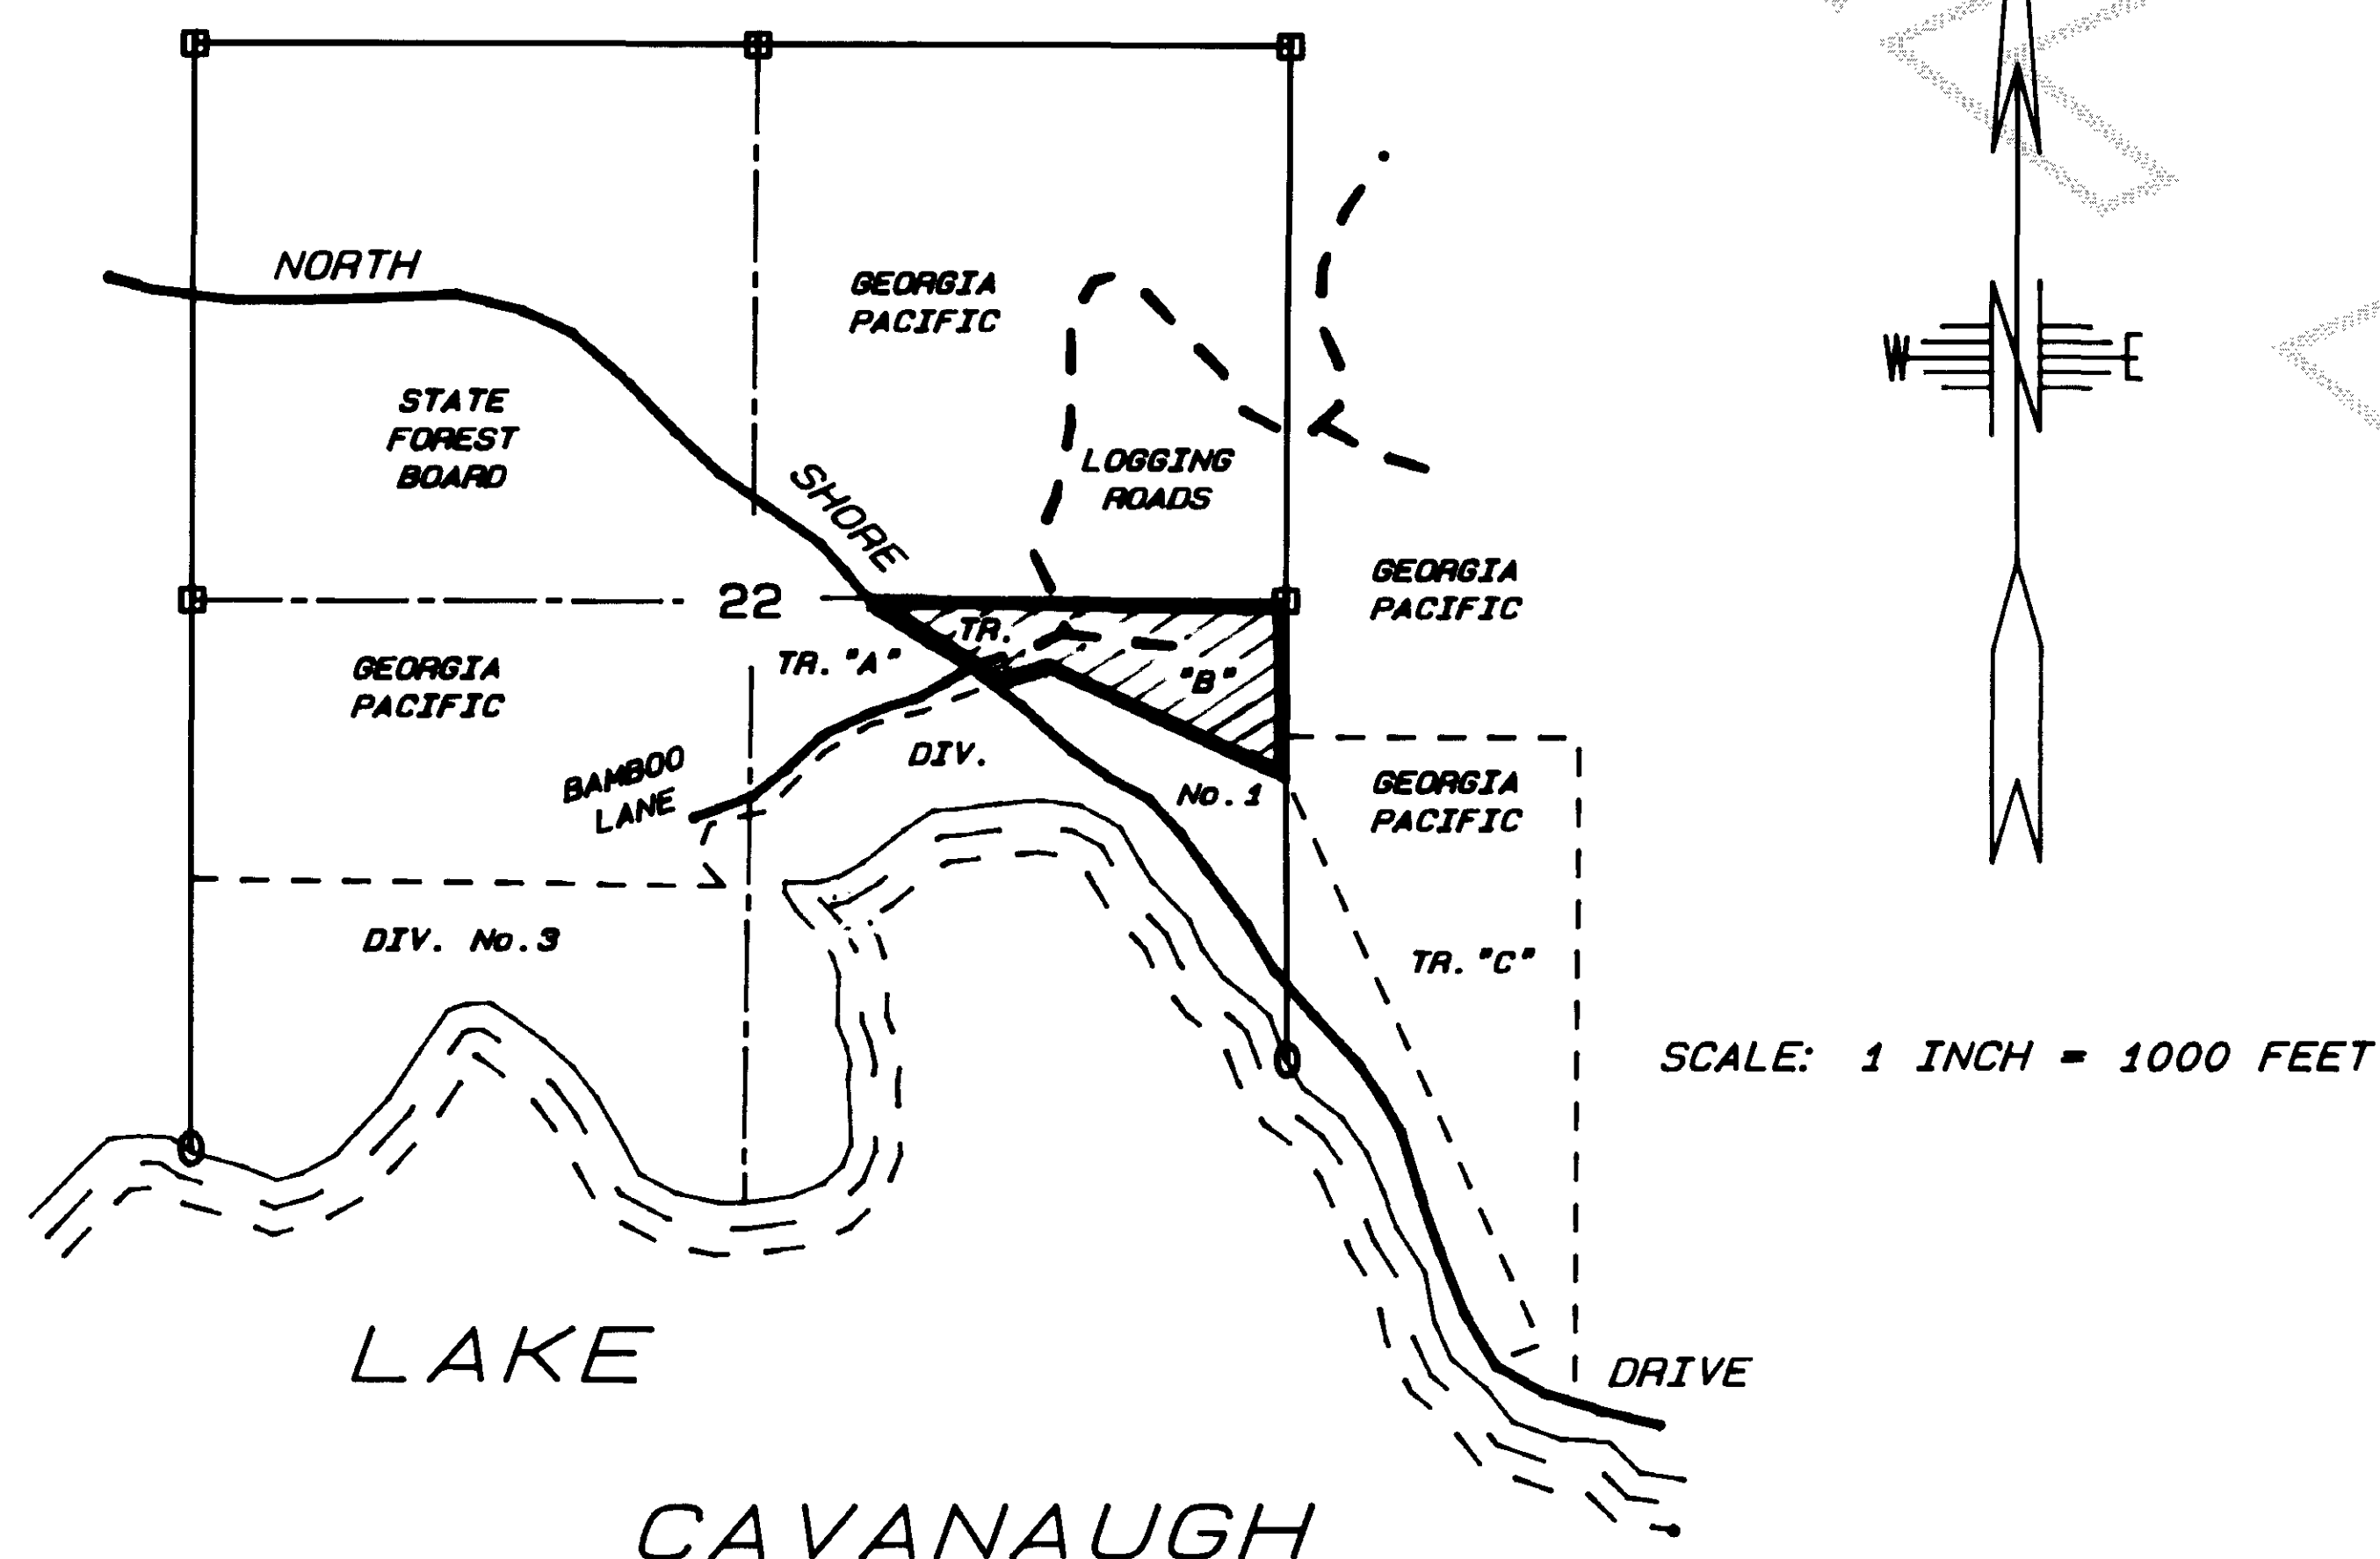 NORTH
GEORGIA
PACIFIC
W
E
STATE
FOREST
BOARD
SHORE
LOGGING
ROADS
GEORGIA
PACIFIC
22
TR.
"B"
TR. "A"
GEORGIA
PACIFIC
BAMBOO
LANE
DIV.
No. 1
GEORGIA
PACIFIC
DIV. No. 3
TR. "C"
SCALE: 1 INCH = 1000 FEET
LAKE
DRIVE
CAVANAUGH